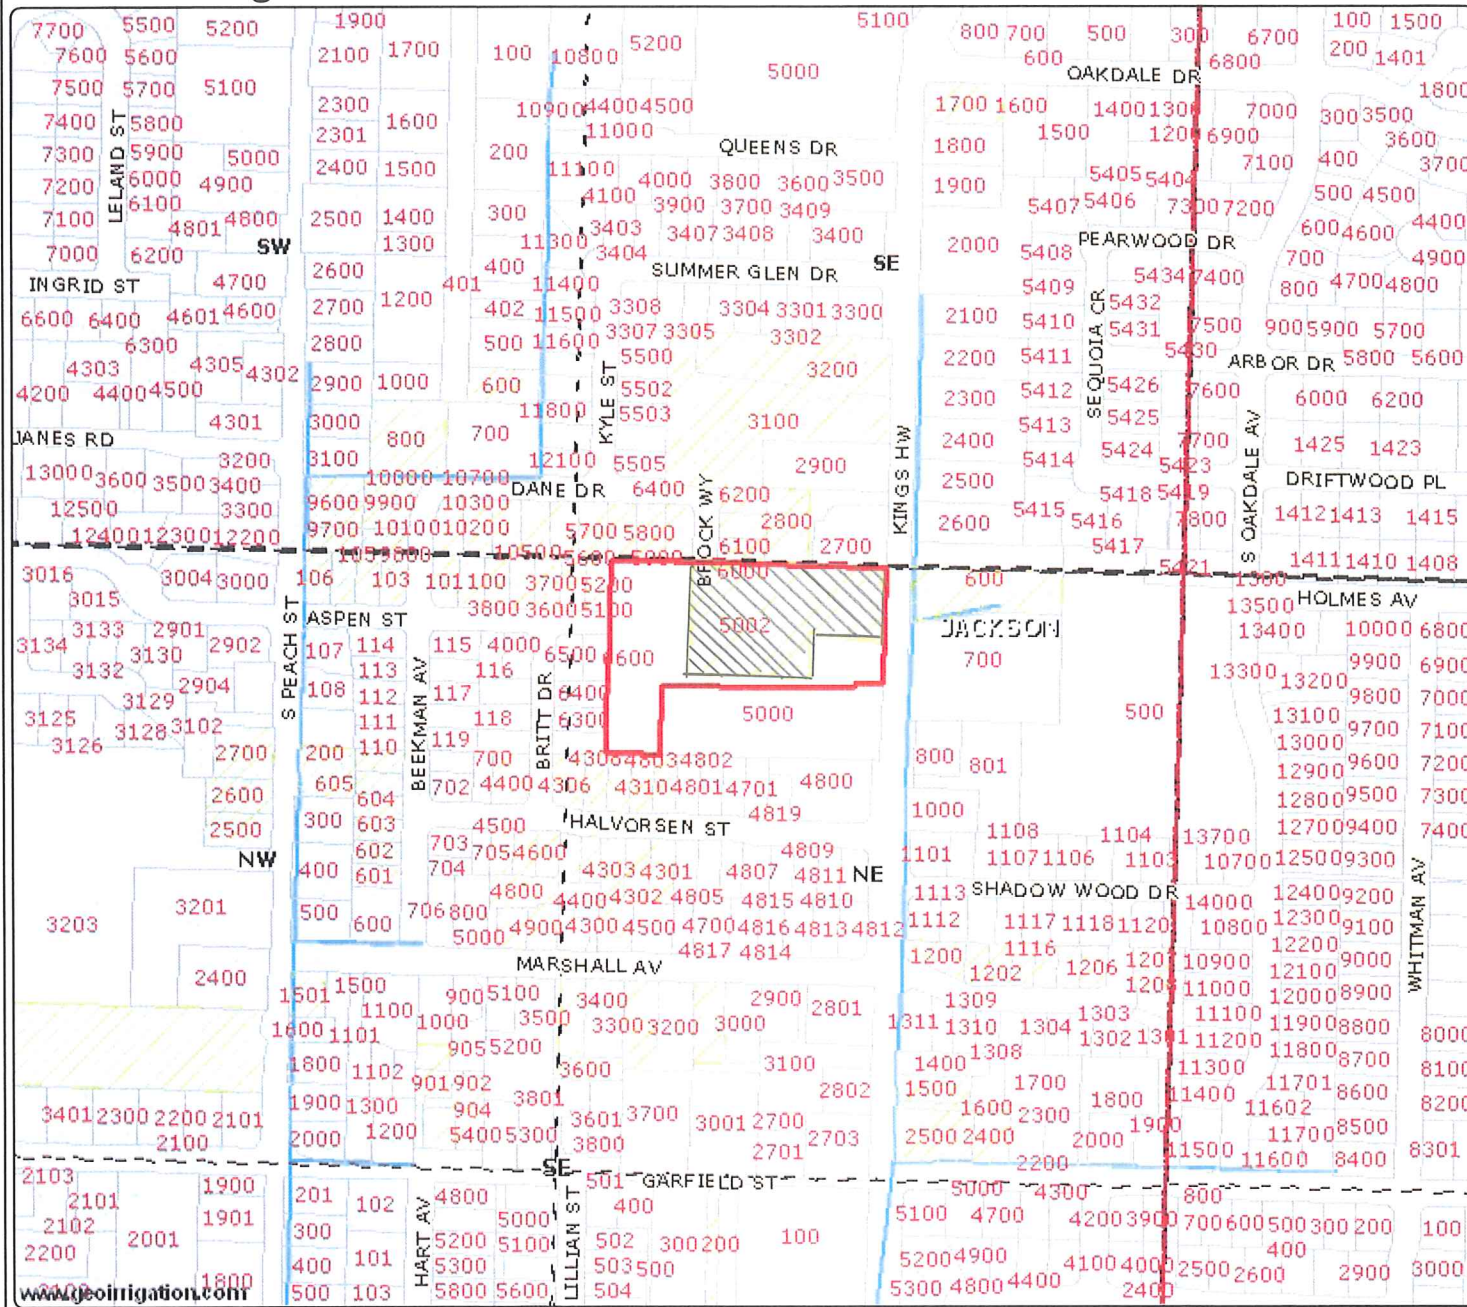 7700 5500 5200 1900 5100 800 700 500 300 6700 100 1500
7600 5600 2100 1700 100 10800 5200 600 6800 200 1401
7500 5700 5100 5000 OAKDALE DR 1800
2300 10900 4400 4500 1700 1600 1400 7000 300 3500
7400 5800 2301 1600 11000 1500 6900 3600
7300 5900 5000 2400 1500 200 QUEENS DR 1800 7100 400 3700
7200 6000 4900 11100 4000 3800 3600 3500 1900 5405 500 4500
LELAND ST
7100 6100 4801 4800 2500 1400 300 4100 3900 3700 3409 5407 5406 7300 7200 4400
7000 6200 SW 1300 11300 3403 3407 3408 3400 2000 5408 PEARWOOD DR 600 4600
3404 SE 700 4900
INGRID ST 4700 2600 401 400 11400 SUMMER GLEN DR 5409 5434 7400 800 4700 4800
6600 6400 4601 4600 2700 1200 402 11500 3308 3304 3301 3300 2100 5410 5432 7500 900 5900 5700
6300 2800 500 11600 3307 3305 3302 5431
4303 4305 4302 2900 1000 600 5500 3200 2200 5411 5430 ARBOR DR 5800 5600
4200 4400 4500 5502 2300 5412 5426 7600 6000 6200
SEQUOIA CR
KYLE ST
4301 3000 800 700 11800 5503 3100 5413 5425
JANES RD 3200 3100 12100 5505 2900 2400 5414 5424 7700 1425 1423
KINGS HW
S OAKDALE AV
13000 3600 3500 3400 10000 10700 DANE DR 6400 6200 2500 5423 DRIFTWOOD PL
BROCK WY
12500 3300 9600 9900 10300 2800 5415 5418 5419 1412 1413 1415
12400 12300 12200 9700 10100 10200 5700 5800 6100 2700 2600 5416 7800
10500 5417 5421 1411 1410 1408
3016 3004 3000 106 103 101 100 3700 5200 6000 600 1300 HOLMES AV
3015 ASPEN ST 3800 3600 5100 5002 JACKSON 13500
3133 2901 2902 107 114 115 4000 6500 6600 700 13400 10000 6800
3134 3130 113 116 9900 6900
3132 2904 108 112 117 6400 13300 13200 9800 7000
S PEACH ST
BEEKMAN AV
BRITT DR
3125 3129 3102 111 118 6300 5000 500 13100 9700 7100
3126 3128 2700 200 110 119 700 4802 800 801 13000 9600 7200
2600 605 604 702 4400 4306 4310 4801 4701 4800 12900
2500 300 603 4500 HALVORSEN ST 4819 1000 12800 9500 7300
NW 602 703 705 4600 4809 1108 1104 13700 12700 9400 7400
400 601 704 4303 4301 4807 4811 NE 1101 1107 1106 1103 10700 12500 9300
3201 4800 4400 4302 4805 4815 4810 1113 SHADOW WOOD DR 12400 9200
3203 500 600 706 800 4900 4300 4500 4700 4816 4813 4812 1112 1117 1118 1120 14000 12300
5000 4817 4814 1116 10800 9100
WHITMAN AV
2400 MARSHALL AV 1200 1202 1206 10900 12200 9000
1501 1500 900 5100 3400 2900 2801 1309 11000 12100 8900
1100 3500 12000
1600 1101 1000 3300 3200 3000 1311 1310 1304 1303 11100 11900 8800 8000
905 5200 1308 1302 1301 11200 11800
1800 1102 901 902 3600 3100 1400 11300 8700 8100
1900 1300 904 3801 2802 1500 1700 11400 11701 8600 8200
3401 2300 2200 2101 3601 3700 3001 2700 1600 2300 1800 11602
2100 2000 1200 5400 5300 3800 2703 2500 2400 2000 1900 11700 8500
2701 2200 11500 11600 8400 8301
2103 SE 501 GARFIELD ST
1900 201 102 4800 400 5000 4300 800
2101 1901 5000 5100 4700 4200 3900 700 600 500 300 200 100
2102 2001 300 5200 5100 502 300 200 100 400
2200 400 101 5300 503 500 5200 4900 4100 4000 2500 2600 2900 3000
HART AV
LILLIAN ST
www.geoirrigation.com 1800 500 103 5800 5600 504 5300 4800 4400 2400